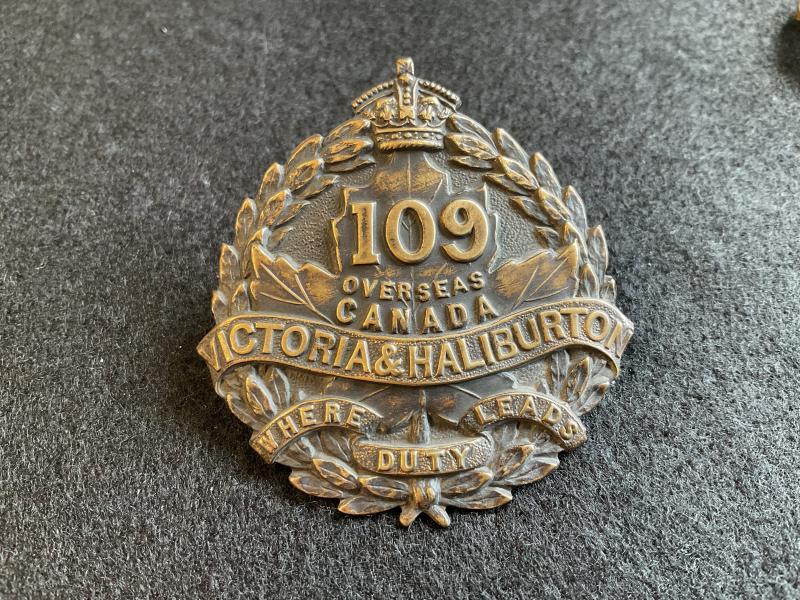 109
OVERSEAS
CANADA
VICTORIA & HALIBURTON
WHERE DUTY LEADS